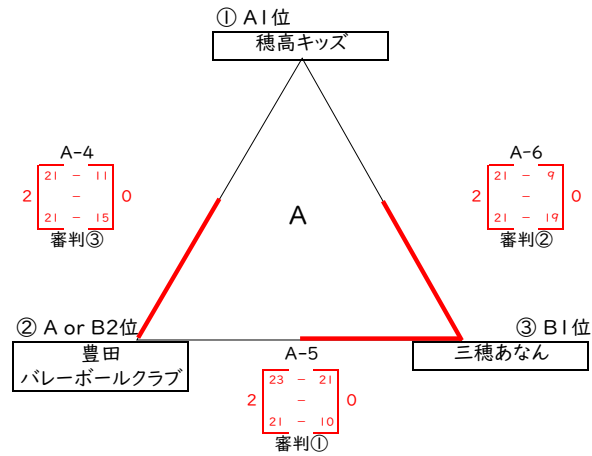 ① A1位
穂高キッズ
A-4
21 - 11
2 - 0
21 - 15
審判③
A-6
21 - 9
2 - 0
21 - 19
審判②
A
② A or B2位
豊田
バレーボールクラブ
③ B1位
三穂あなん
A-5
23 - 21
2 - 0
21 - 10
審判①